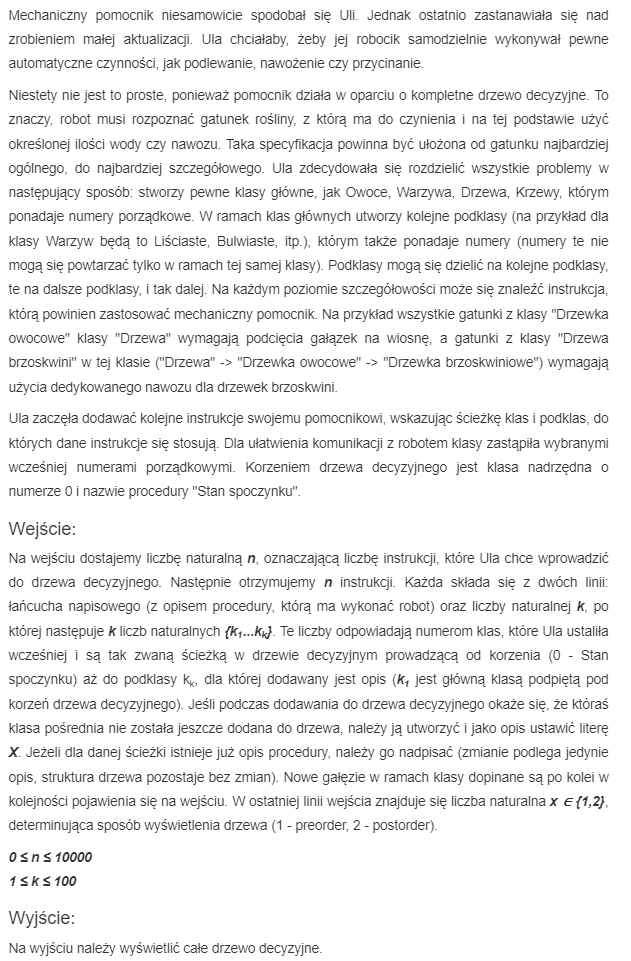 Mechaniczny pomocnik niesamowicie spodobał się Uli. Jednak ostatnio zastanawiała się nad
zrobieniem małej aktualizacji. Ula chciałaby, żeby jej robocik samodzielnie wykonywał pewne
automatyczne czynności, jak podlewanie, nawożenie czy przycinanie.
Niestety nie jest to proste, ponieważ pomocnik działa w oparciu o kompletne drzewo decyzyjne. To
znaczy, robot musi rozpoznać gatunek rośliny, z którą ma do czynienia i na tej podstawie użyć
określonej ilości wody czy nawozu. Taka specyfikacja powinna być ułożona od gatunku najbardziej
ogólnego, do najbardziej szczegółowego. Ula zdecydowała się rozdzielić wszystkie problemy w
następujący sposób: stworzy pewne klasy główne, jak Owoce, Warzywa, Drzewa, Krzewy, którym
ponadaje numery porządkowe. W ramach klas głównych utworzy kolejne podklasy (na przykład dla
klasy Warzyw będą to Liściaste, Bulwiaste, itp.), którym także ponadaje numery (numery te nie
mogą się powtarzać tylko w ramach tej samej klasy). Podklasy mogą się dzielić na kolejne podklasy,
te na dalsze podklasy, i tak dalej. Na każdym poziomie szczegółowości może się znaleźć instrukcja,
którą powinien zastosować mechaniczny pomocnik. Na przykład wszystkie gatunki z klasy "Drzewka
owocowe" klasy "Drzewa" wymagają podcięcia gałązek na wiosnę, a gatunki z klasy "Drzewa
brzoskwini" w tej klasie ("Drzewa" -> "Drzewka owocowe" -> "Drzewka brzoskwiniowe") wymagają
użycia dedykowanego nawozu dla drzewek brzoskwini.
Ula zaczęła dodawać kolejne instrukcje swojemu pomocnikowi, wskazując ścieżkę klas i podklas, do
których dane instrukcje się stosują. Dla ułatwienia komunikacji z robotem klasy zastąpiła wybranymi
wcześniej numerami porządkowymi. Korzeniem drzewa decyzyjnego jest klasa nadrzędna o
numerze 0 i nazwie procedury "Stan spoczynku".
Wejście:
Na wejściu dostajemy liczbę naturalną n, oznaczającą liczbę instrukcji, które Ula chce wprowadzić
do drzewa decyzyjnego. Następnie otrzymujemy n instrukcji. Każda składa się z dwóch linii:
łańcucha napisowego (z opisem procedury, którą ma wykonać robot) oraz liczby naturalnej k, po
której następuje k liczb naturalnych {k₁...kₖ}. Te liczby odpowiadają numerom klas, które Ula ustaliła
wcześniej i są tak zwaną ścieżką w drzewie decyzyjnym prowadzącą od korzenia (0 - Stan
spoczynku) aż do podklasy kₖ, dla której dodawany jest opis (k₁ jest główną klasą podpiętą pod
korzeń drzewa decyzyjnego). Jeśli podczas dodawania do drzewa decyzyjnego okaże się, że któraś
klasa pośrednia nie została jeszcze dodana do drzewa, należy ją utworzyć i jako opis ustawić literę
X. Jeżeli dla danej ścieżki istnieje już opis procedury, należy go nadpisać (zmianie podlega jedynie
opis, struktura drzewa pozostaje bez zmian). Nowe gałęzie w ramach klasy dopinane są po kolei w
kolejności pojawienia się na wejściu. W ostatniej linii wejścia znajduje się liczba naturalna x ∈ {1,2},
determinująca sposób wyświetlenia drzewa (1 - preorder, 2 - postorder).
0 ≤ n ≤ 10000
1 ≤ k ≤ 100
Wyjście:
Na wyjściu należy wyświetlić całe drzewo decyzyjne.